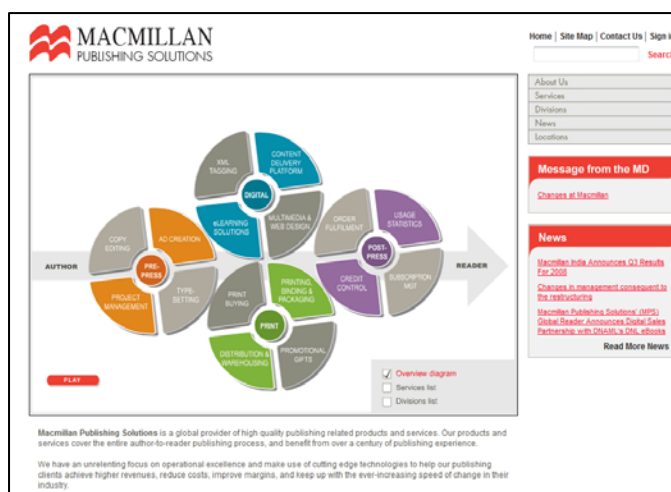 MACMILLAN
PUBLISHING SOLUTIONS
Home | Site Map | Contact Us | Sign i
Search
About Us
Services
Divisions
News
Locations
Message from the MD
Changes at Macmillan
News
Macmillan India Announces Q3 Results
For 2008
Changes in management consequent to
the restructuring
Macmillan Publishing Solutions' (MPS)
Global Reader Announces Digital Sales
Partnership with DNAML's DNL eBooks
Read More News
XML
TAGGING
CONTENT
DELIVERY
PLATFORM
DIGITAL
eLEARNING
SOLUTIONS
MULTIMEDIA &
WEB DESIGN
COPY
EDITING
AD CREATION
PRE-
PRESS
PROJECT
MANAGEMENT
TYPE-
SETTING
ORDER
FULFILMENT
USAGE
STATISTICS
POST-
PRESS
CREDIT
CONTROL
SUBSCRIPTION
MGT
PRINT
BUYING
PRINTING,
BINDING &
PACKAGING
PRINT
DISTRIBUTION &
WAREHOUSING
PROMOTIONAL
GIFTS
AUTHOR
READER
PLAY
Overview diagram
Services list
Divisions list
Macmillan Publishing Solutions is a global provider of high quality publishing related products and services. Our products and
services cover the entire author-to-reader publishing process, and benefit from over a century of publishing experience.
We have an unrelenting focus on operational excellence and make use of cutting edge technologies to help our publishing
clients achieve higher revenues, reduce costs, improve margins, and keep up with the ever-increasing speed of change in their
industry.